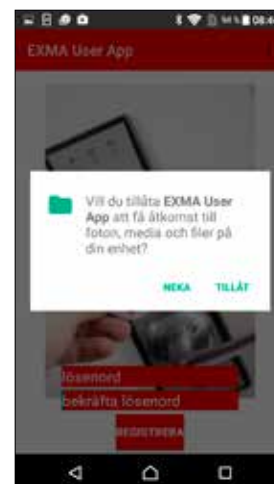 EXMA User App
Vill du tillåta EXMA User
App att få åtkomst till
foton, media och filer på
din enhet?
NEKA TILLÅT
lösenord
bekräfta lösenord
REGISTRERA